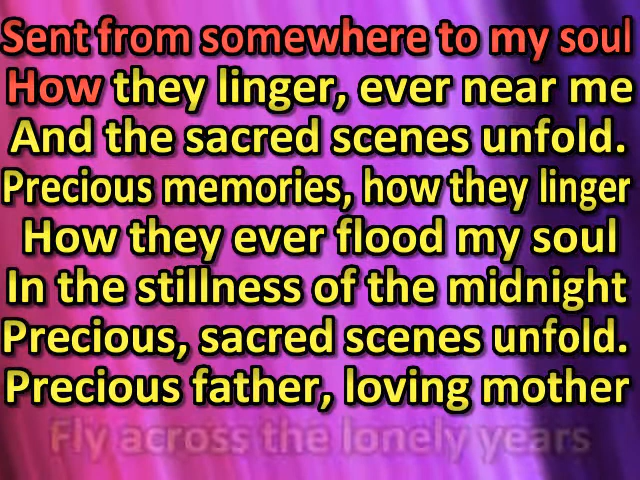 Sent from somewhere to my soul
How they linger, ever near me
And the sacred scenes unfold.
Precious memories, how they linger
How they ever flood my soul
In the stillness of the midnight
Precious, sacred scenes unfold.
Precious father, loving mother
Fly across the lonely years